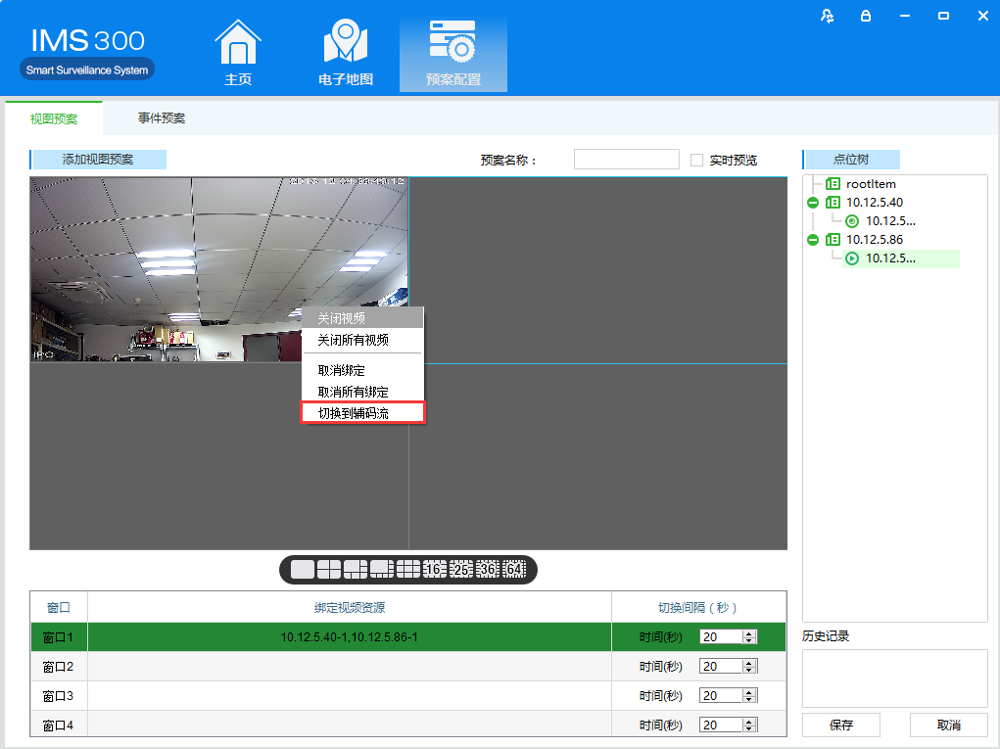 IMS 300
Smart Surveillance System
主页
电子地图
预案配置
视图预案
事件预案
添加视图预案
预案名称：
实时预览
点位树
rootItem
10.12.5.40
10.12.5...
10.12.5.86
10.12.5...
IPC
关闭视频
关闭所有视频
取消绑定
取消所有绑定
切换到辅码流
16 25 36 64
窗口 绑定视频资源 切换间隔（秒）
窗口1 10.12.5.40-1,10.12.5.86-1 时间(秒) 20
窗口2 时间(秒) 20
窗口3 时间(秒) 20
窗口4 时间(秒) 20
历史记录
保存 取消